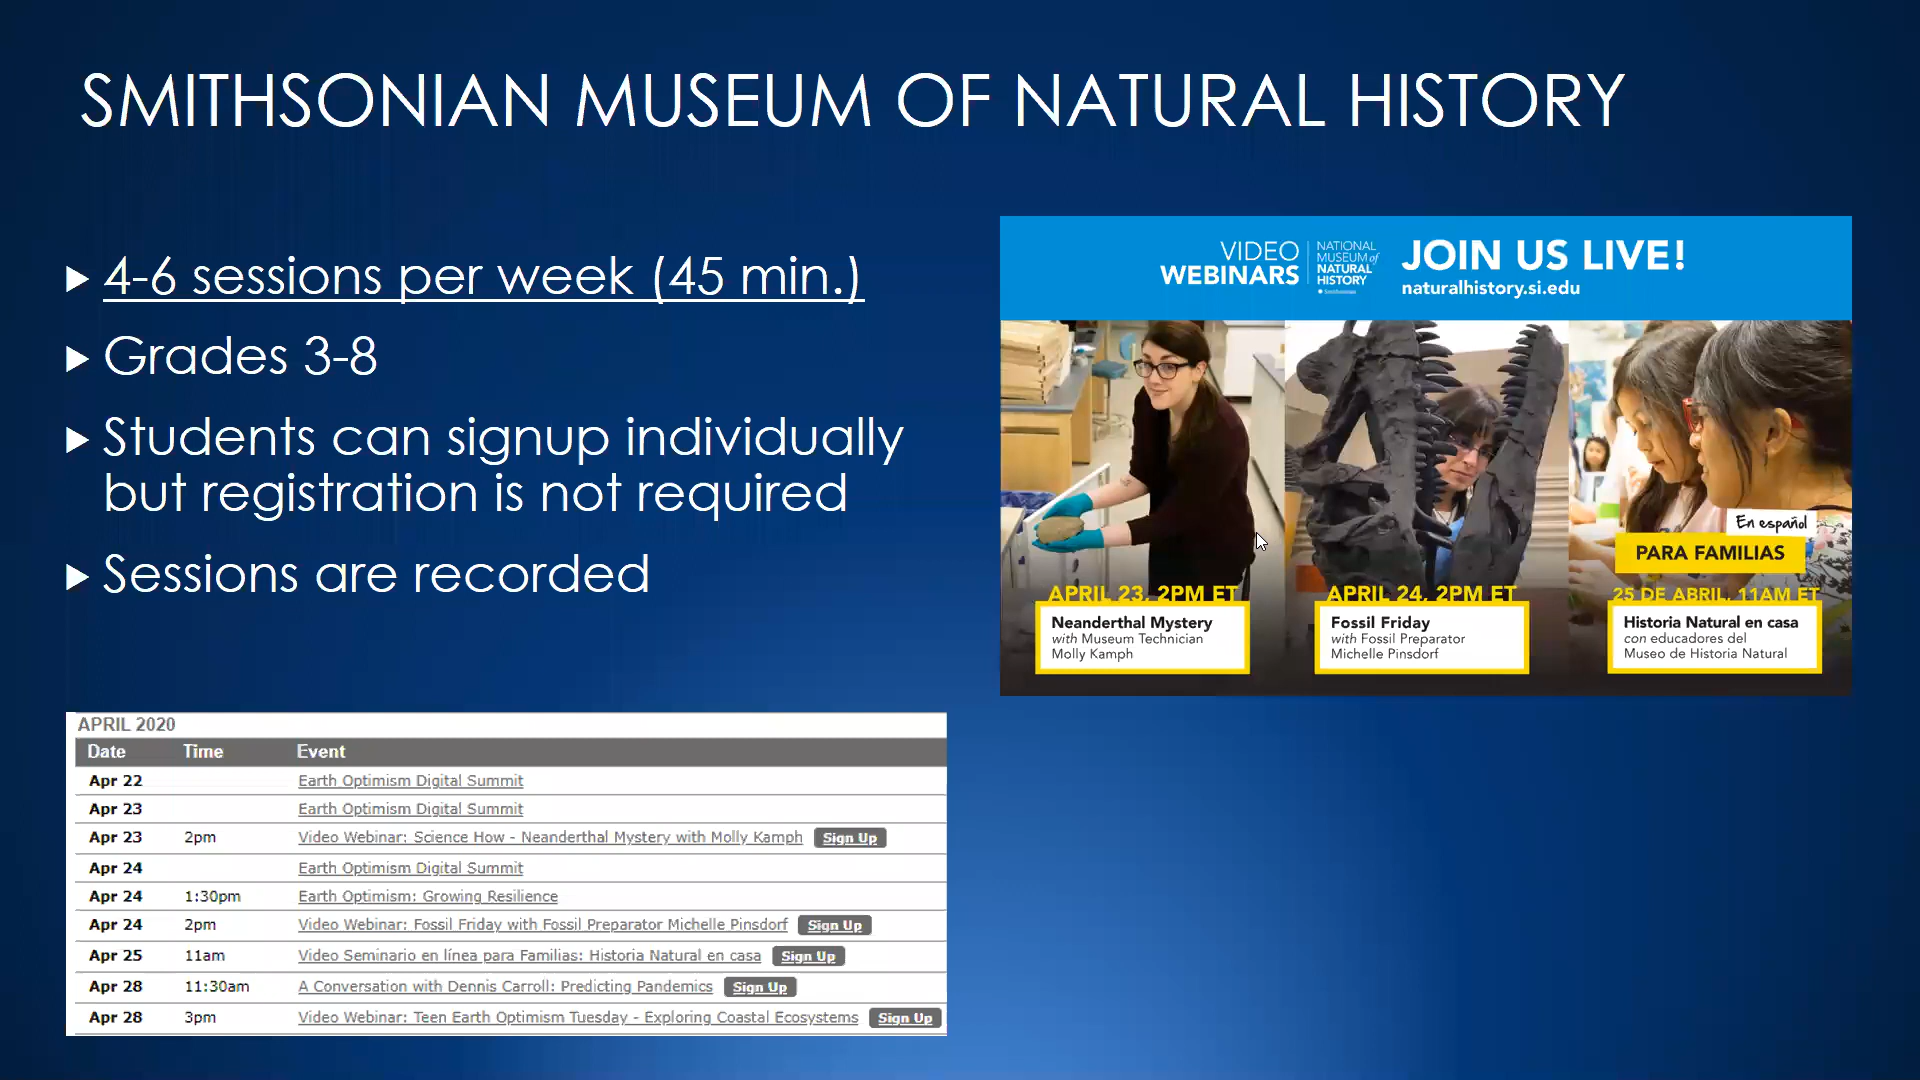 SMITHSONIAN MUSEUM OF NATURAL HISTORY
4-6 sessions per week (45 min.)
Grades 3-8
Students can signup individually
but registration is not required
Sessions are recorded
VIDEO
WEBINARS
NATIONAL
MUSEUM of
NATURAL
HISTORY
Smithsonian
JOIN US LIVE!
naturalhistory.si.edu
APRIL 23, 2PM ET
Neanderthal Mystery
with Museum Technician
Molly Kamph
APRIL 24, 2PM ET
Fossil Friday
with Fossil Preparator
Michelle Pinsdorf
En español
PARA FAMILIAS
25 DE ABRIL, 11AM ET
Historia Natural en casa
con educadores del
Museo de Historia Natural
APRIL 2020
Date Time Event
Apr 22 Earth Optimism Digital Summit
Apr 23 Earth Optimism Digital Summit
Apr 23 2pm Video Webinar: Science How - Neanderthal Mystery with Molly Kamph Sign Up
Apr 24 Earth Optimism Digital Summit
Apr 24 1:30pm Earth Optimism: Growing Resilience
Apr 24 2pm Video Webinar: Fossil Friday with Fossil Preparator Michelle Pinsdorf Sign Up
Apr 25 11am Video Seminario en línea para Familias: Historia Natural en casa Sign Up
Apr 28 11:30am A Conversation with Dennis Carroll: Predicting Pandemics Sign Up
Apr 28 3pm Video Webinar: Teen Earth Optimism Tuesday - Exploring Coastal Ecosystems Sign Up